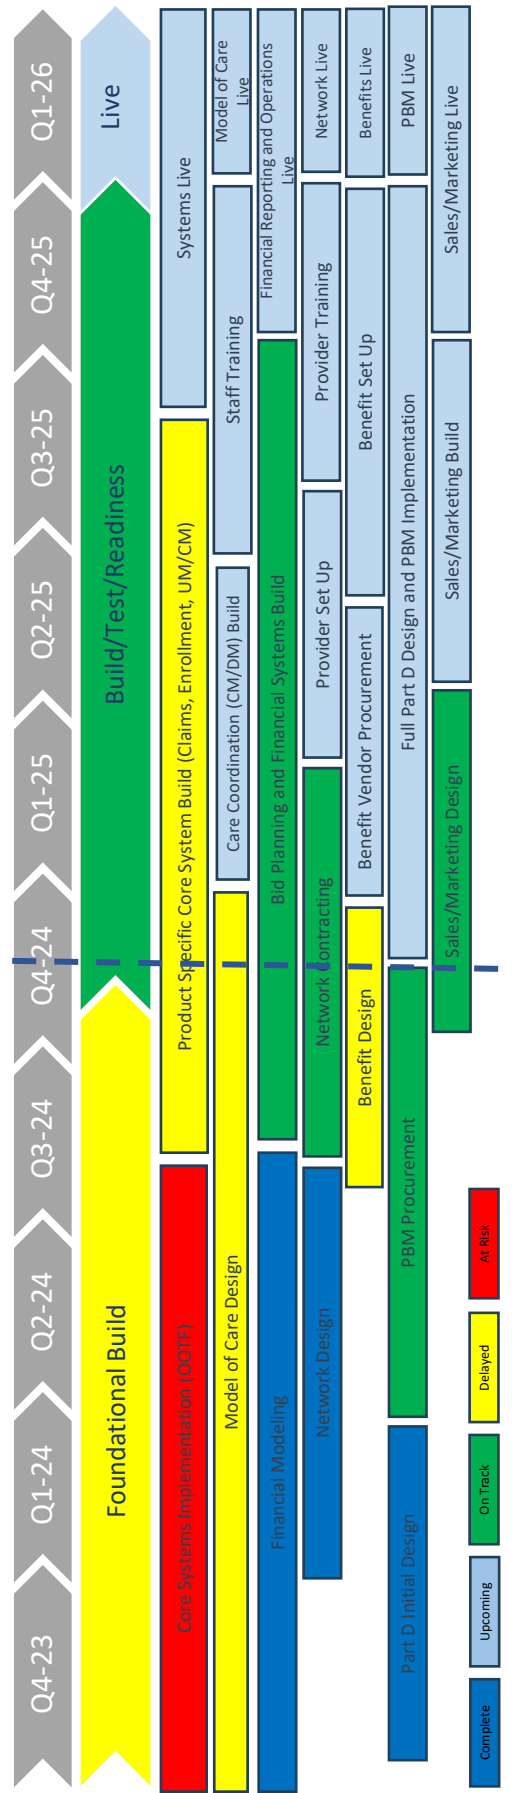 Q4-23
Q1-24
Q2-24
Q3-24
Q4-24
Q1-25
Q2-25
Q3-25
Q4-25
Q1-26
Foundational Build
Build/Test/Readiness
Live
Core Systems Implementation (OOTF)
Product Specific Core System Build (Claims, Enrollment, UM/CM)
Systems Live
Model of Care Design
Care Coordination (CM/DM) Build
Staff Training
Model of Care
Live
Financial Modeling
Bid Planning and Financial Systems Build
Financial Reporting and Operations
Live
Network Design
Network Contracting
Provider Set Up
Provider Training
Network Live
Benefit Design
Benefit Vendor Procurement
Benefit Set Up
Benefits Live
Part D Initial Design
PBM Procurement
Full Part D Design and PBM Implementation
PBM Live
Sales/Marketing Design
Sales/Marketing Build
Sales/Marketing Live
Complete
Upcoming
On Track
Delayed
At Risk